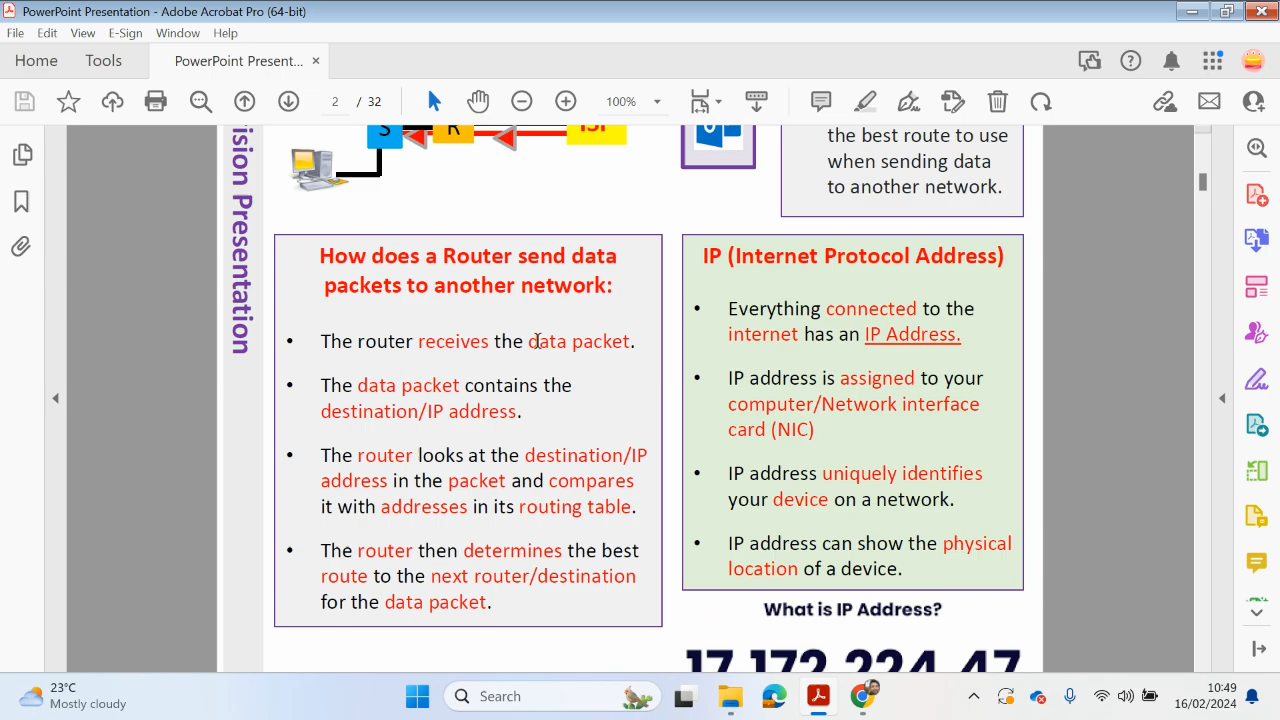 PowerPoint Presentation - Adobe Acrobat Pro (64-bit)
File Edit View E-Sign Window Help
Home Tools PowerPoint Present... ×
2 / 32 100%
ision Presentation
S R ISP
the best route to use
when sending data
to another network.
How does a Router send data
packets to another network:
• The router receives the data packet.
• The data packet contains the
destination/IP address.
• The router looks at the destination/IP
address in the packet and compares
it with addresses in its routing table.
• The router then determines the best
route to the next router/destination
for the data packet.
IP (Internet Protocol Address)
• Everything connected to the
internet has an IP Address.
• IP address is assigned to your
computer/Network interface
card (NIC)
• IP address uniquely identifies
your device on a network.
• IP address can show the physical
location of a device.
What is IP Address?
17.172.224.47
23°C
Mostly cloudy
Search
10:49
16/02/2024